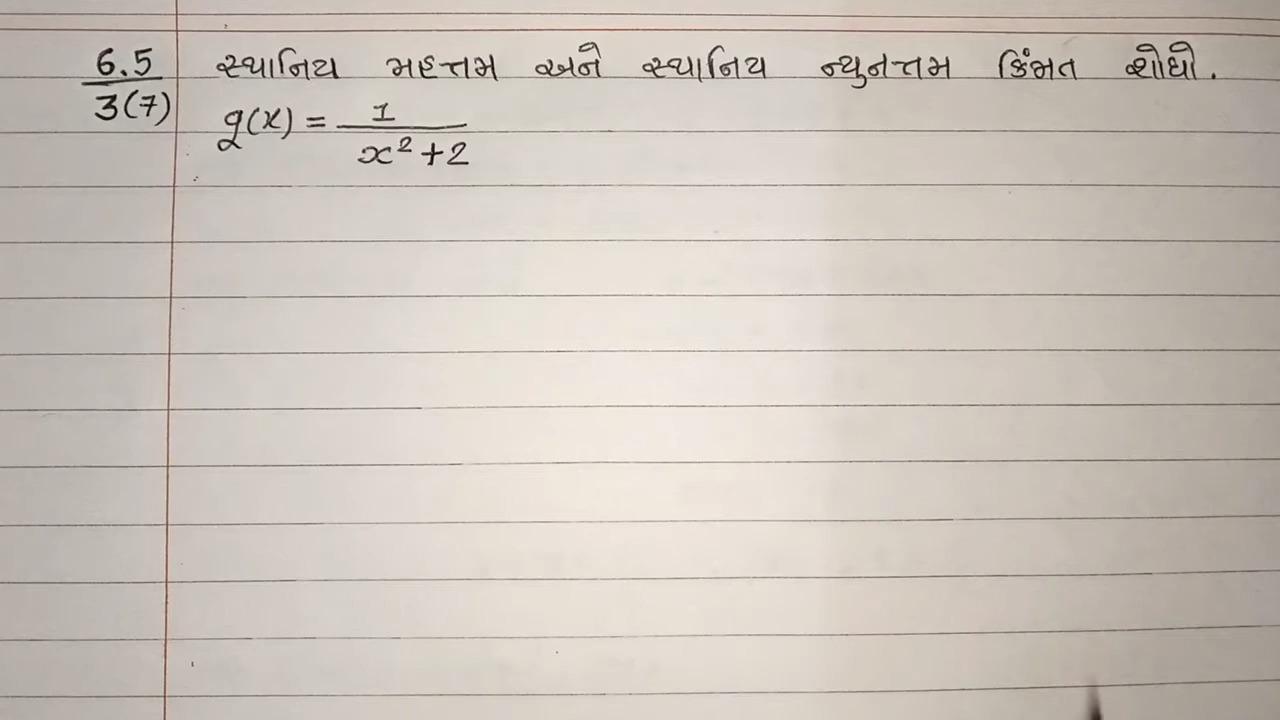 6.5
3(7)
સ્થાનિય મહત્તમ અને સ્થાનિય ન્યુનત્તમ કિંમત શોધો.
g(x) = 1
x² + 2